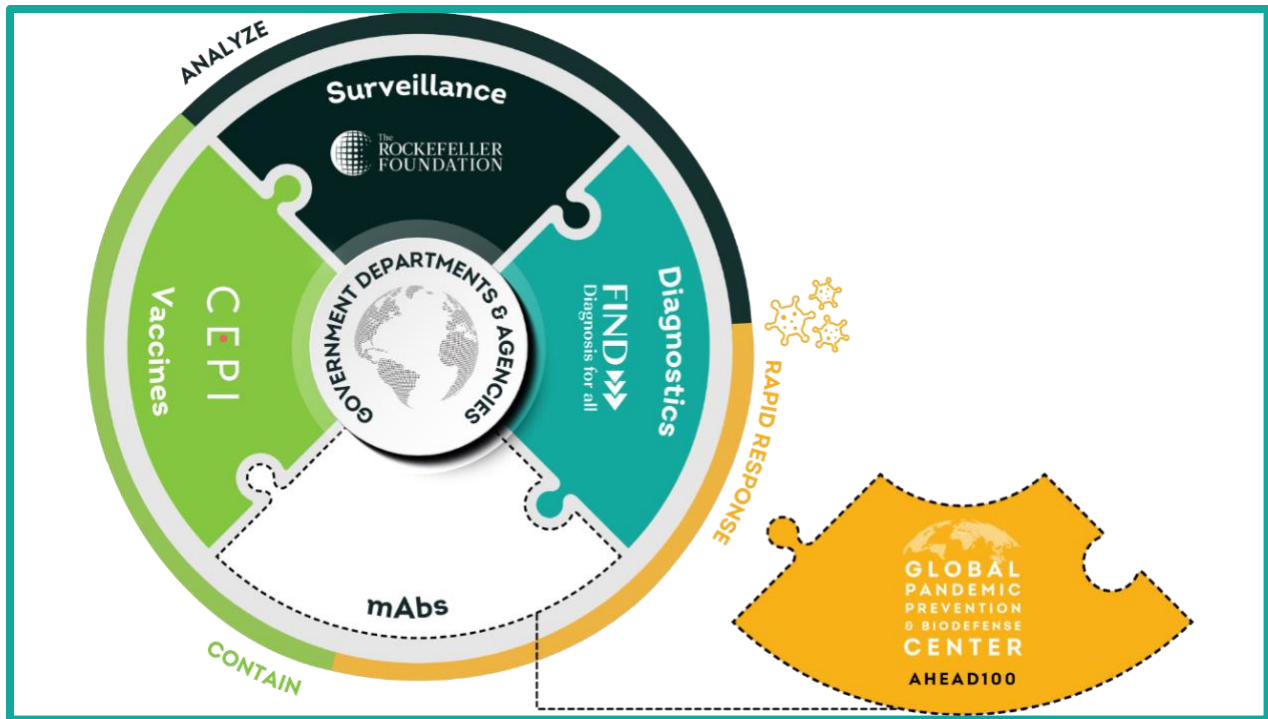 ANALYZE
Surveillance
The
ROCKEFELLER
FOUNDATION
Vaccines
CEPI
GOVERNMENT DEPARTMENTS & AGENCIES
Diagnostics
FIND
Diagnosis for all
RAPID RESPONSE
mAbs
CONTAIN
GLOBAL
PANDEMIC
PREVENTION
& BIODEFENSE
CENTER
AHEAD100